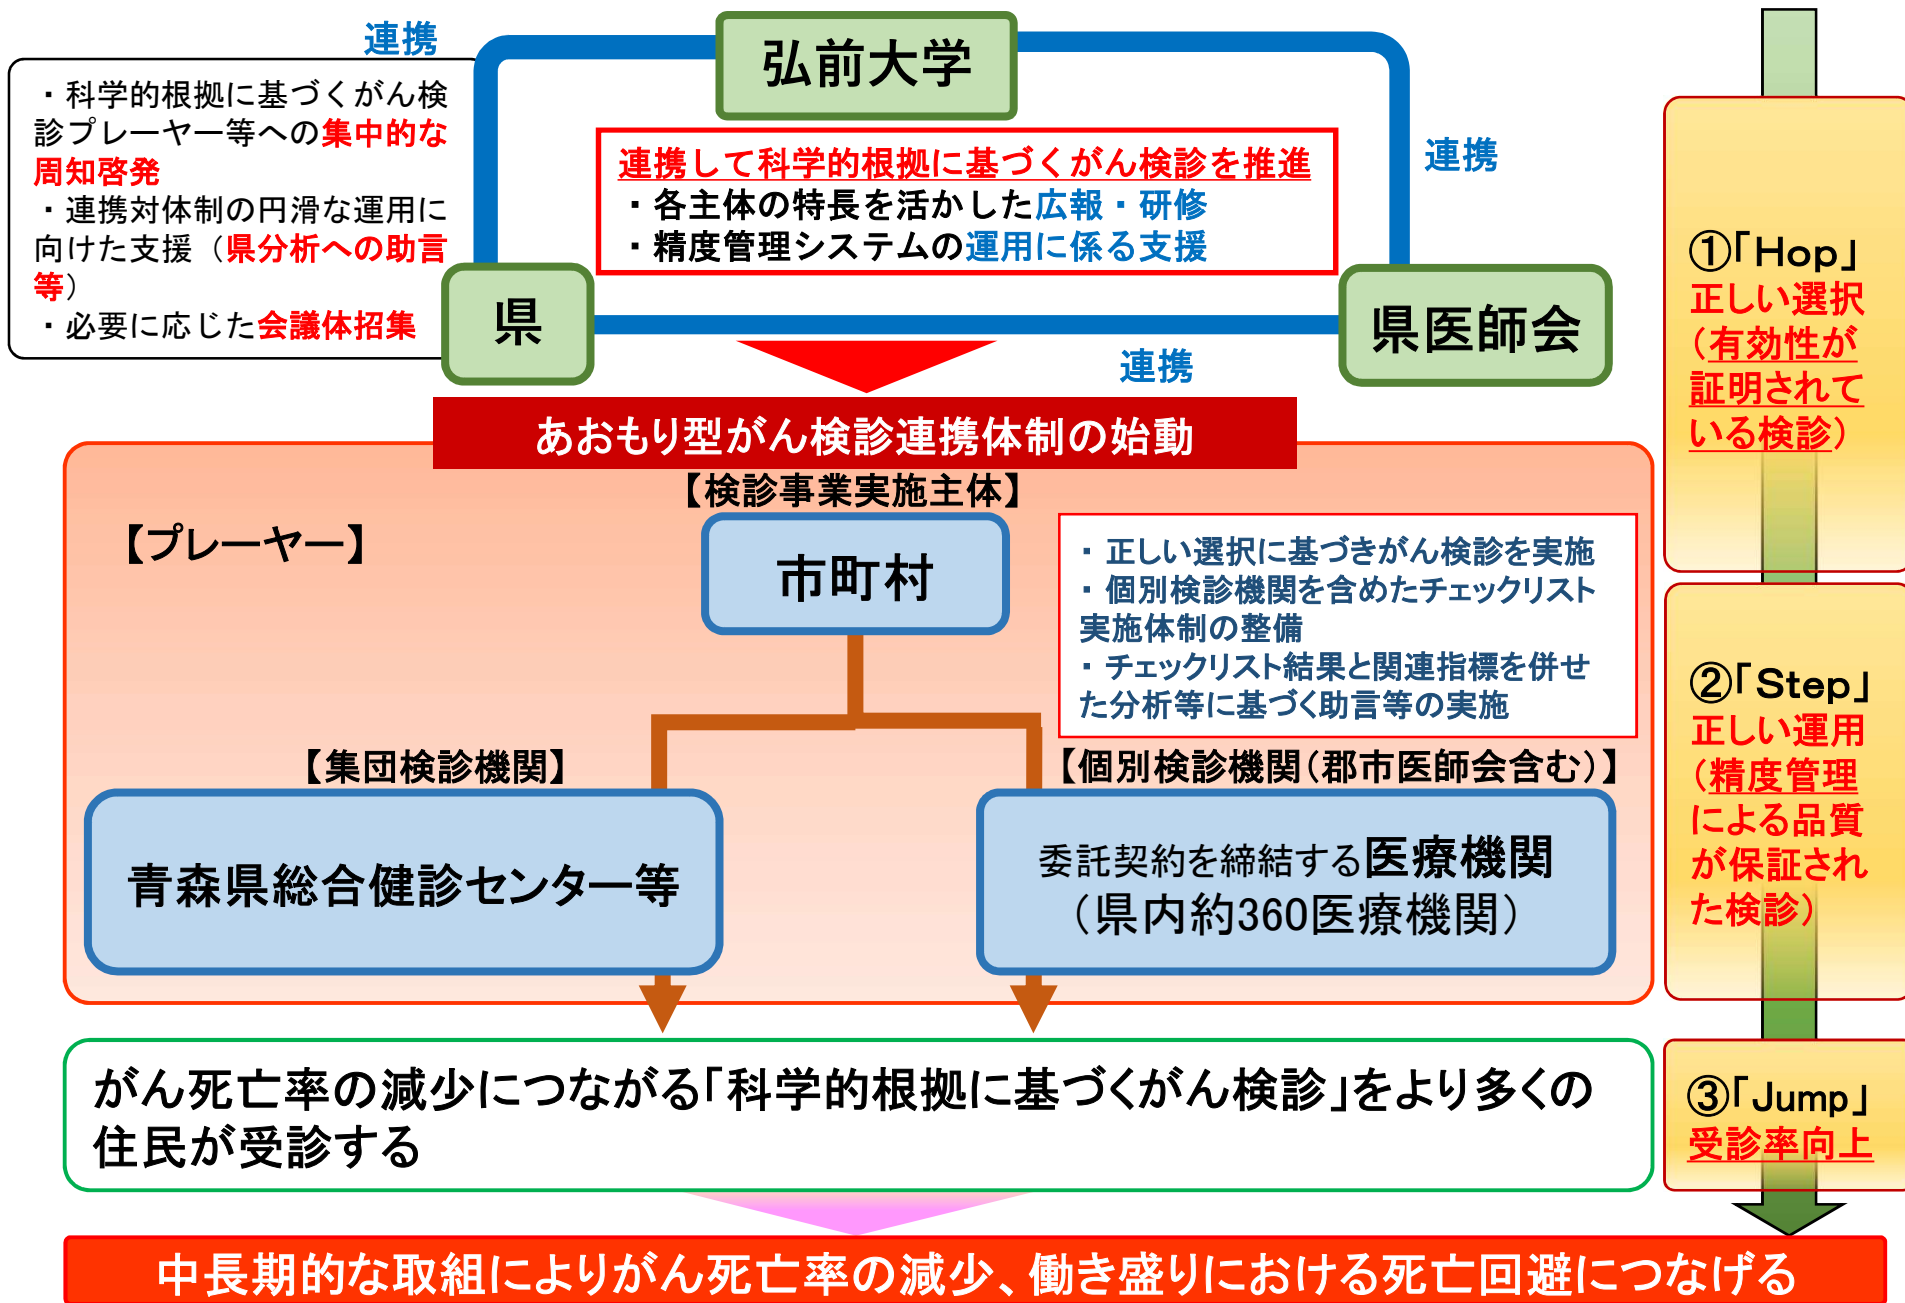 連携
弘前大学
・科学的根拠に基づくがん検
診プレーヤー等への集中的な
周知啓発
・連携対体制の円滑な運用に
向けた支援（県分析への助言
等）
・必要に応じた会議体招集
連携して科学的根拠に基づくがん検診を推進
・各主体の特長を活かした広報・研修
・精度管理システムの運用に係る支援
連携
県
県医師会
連携
あおもり型がん検診連携体制の始動
【検診事業実施主体】
【プレーヤー】
市町村
・正しい選択に基づきがん検診を実施
・個別検診機関を含めたチェックリスト
実施体制の整備
・チェックリスト結果と関連指標を併せ
た分析等に基づく助言等の実施
【集団検診機関】
【個別検診機関（郡市医師会含む）】
青森県総合健診センター等
委託契約を締結する医療機関
（県内約360医療機関）
がん死亡率の減少につながる「科学的根拠に基づくがん検診」をより多くの
住民が受診する
中長期的な取組によりがん死亡率の減少、働き盛りにおける死亡回避につなげる
①「Hop」
正しい選択
（有効性が
証明されて
いる検診）
②「Step」
正しい運用
（精度管理
による品質
が保証され
た検診）
③「Jump」
受診率向上